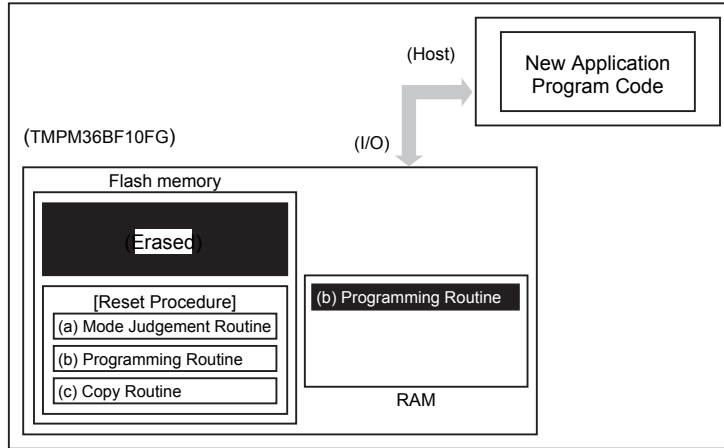 (Host)
New Application
Program Code
(TMPM36BF10FG)
(I/O)
Flash memory
(Erased)
[Reset Procedure]
(a) Mode Judgement Routine
(b) Programming Routine
(c) Copy Routine
(b) Programming Routine
RAM